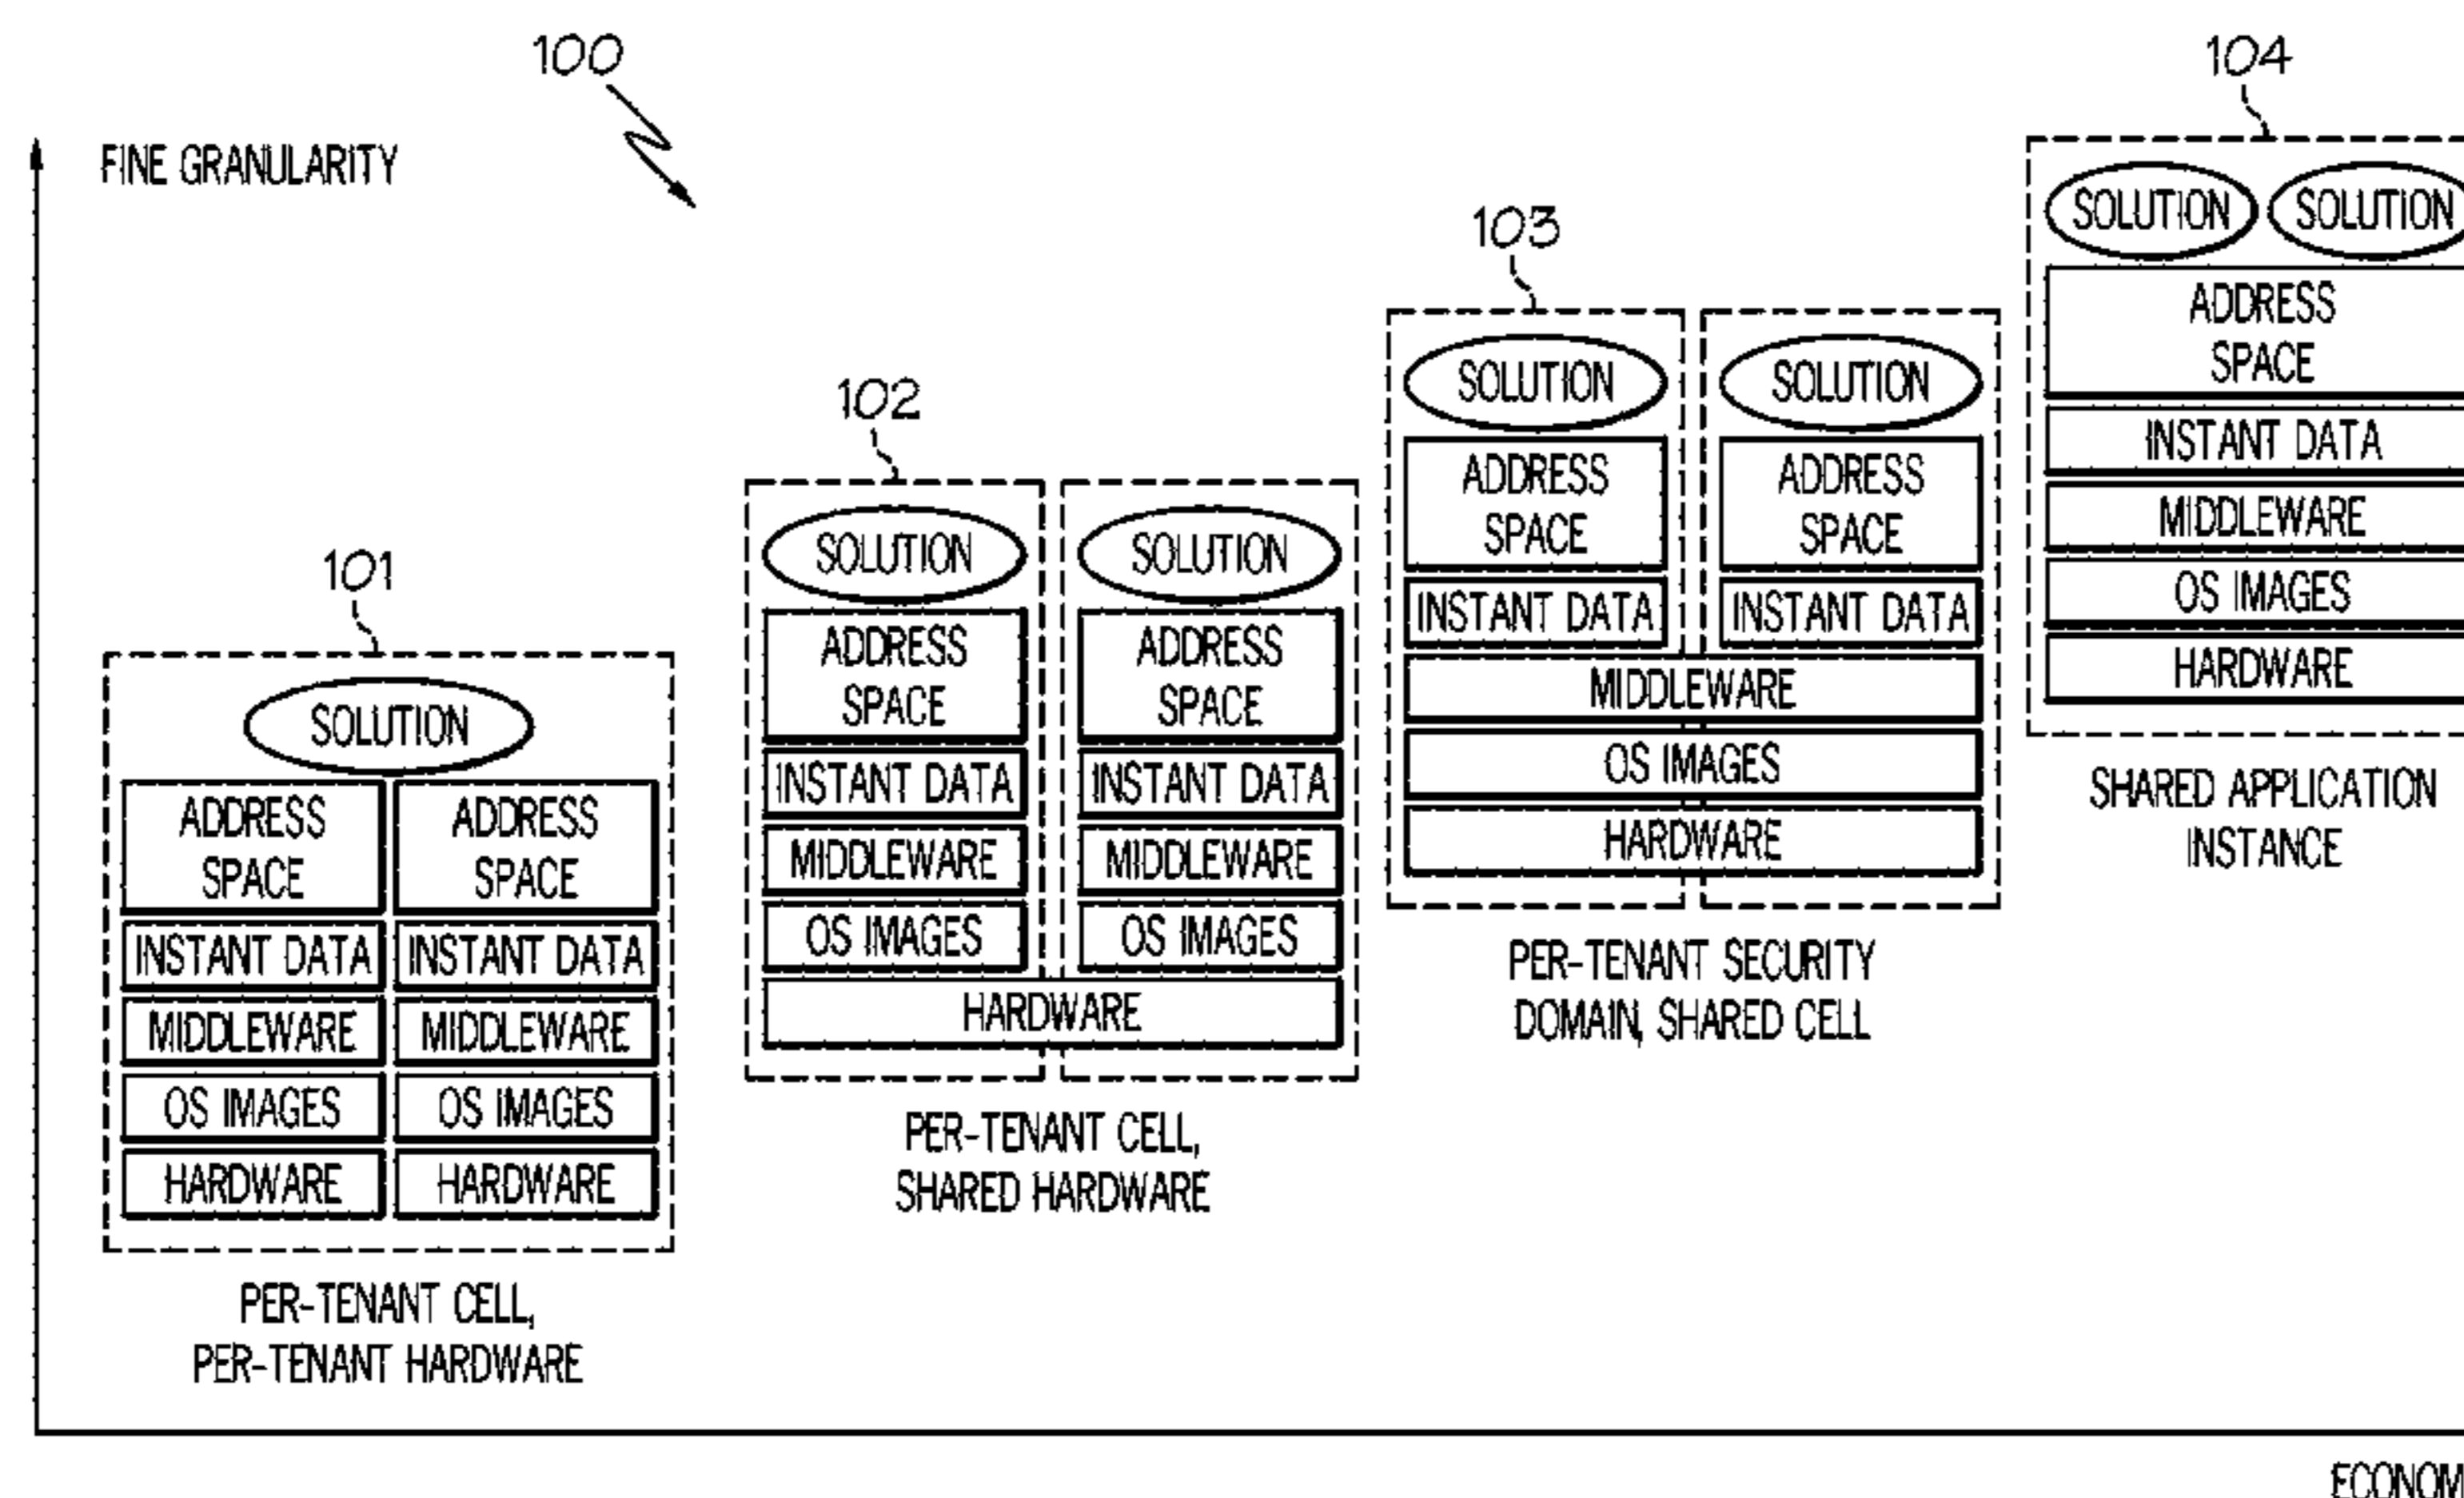 100
104
FINE GRANULARITY
SOLUTION SOLUTION
ADDRESS
SPACE
INSTANT DATA
MIDDLEWARE
OS IMAGES
HARDWARE
SHARED APPLICATION
INSTANCE
103
SOLUTION SOLUTION
ADDRESS ADDRESS
SPACE SPACE
INSTANT DATA INSTANT DATA
MIDDLEWARE
OS IMAGES
HARDWARE
PER-TENANT SECURITY
DOMAIN, SHARED CELL
102
SOLUTION SOLUTION
ADDRESS ADDRESS
SPACE SPACE
INSTANT DATA INSTANT DATA
MIDDLEWARE MIDDLEWARE
OS IMAGES OS IMAGES
HARDWARE
PER-TENANT CELL,
SHARED HARDWARE
101
SOLUTION
ADDRESS ADDRESS
SPACE SPACE
INSTANT DATA INSTANT DATA
MIDDLEWARE MIDDLEWARE
OS IMAGES OS IMAGES
HARDWARE HARDWARE
PER-TENANT CELL,
PER-TENANT HARDWARE